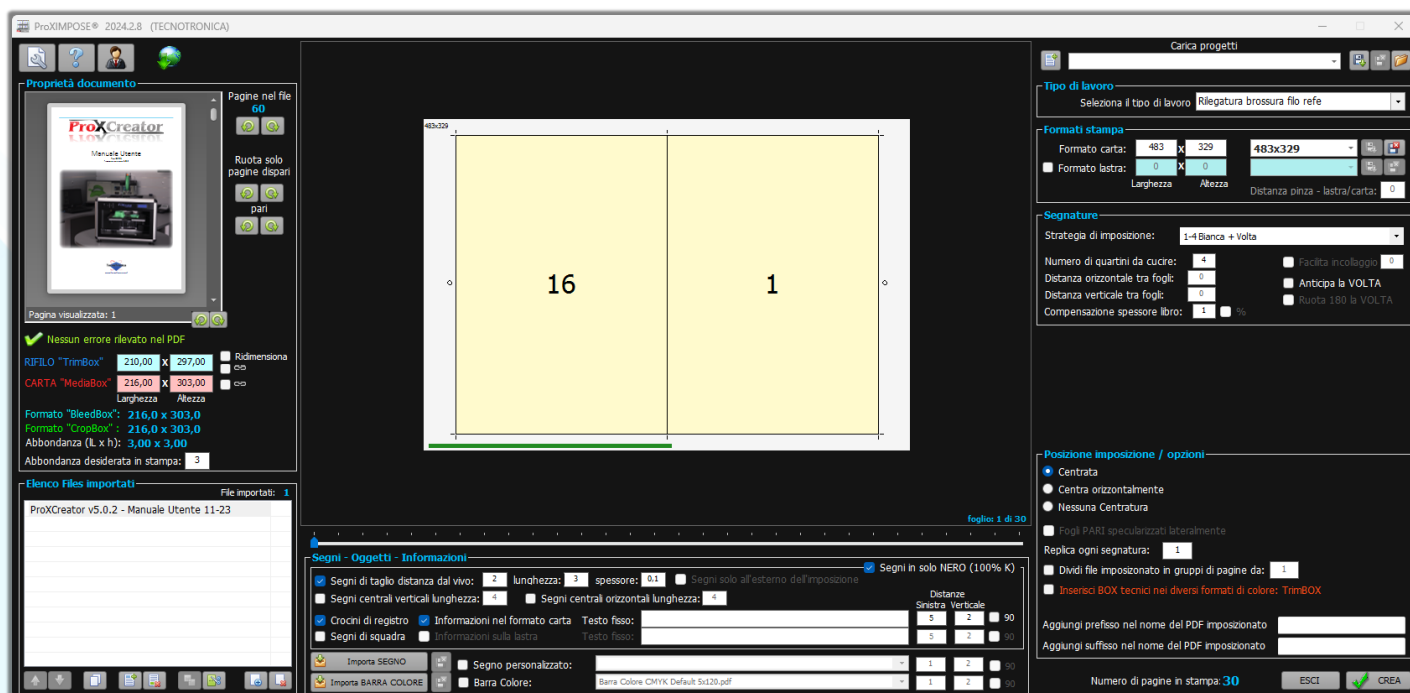 ProXIMPOSE® 2024.2.8 (TECNOTRONICA)
Proprietà documento
Pagine nel file
60
Ruota solo
pagine dispari
pari
ProXCreator
Manuale Utente
Pagina visualizzata: 1
Nessun errore rilevato nel PDF
RIFILO "TrimBox" 210,00 X 297,00 Ridimensiona
CARTA "MediaBox" 216,00 X 303,00
Larghezza Altezza
Formato "BleedBox": 216,0 x 303,0
Formato "CropBox" : 216,0 x 303,0
Abbondanza (lL x h): 3,00 x 3,00
Abbondanza desiderata in stampa: 3
Elenco Files importati
File importati: 1
ProXCreator v5.0.2 - Manuale Utente 11-23
483x329
16 1
foglio: 1 di 30
Segni - Oggetti - Informazioni
Segni in solo NERO (100% K)
Segni di taglio distanza dal vivo: 2 lunghezza: 3 spessore: 0,1 Segni solo all'esterno dell'imposizione
Segni centrali verticali lunghezza: 4 Segni centrali orizzontali lunghezza: 4
Distanze
Sinistra Verticale
Crocini di registro Informazioni nel formato carta Testo fisso: 5 2 90
Segni di squadra Informazioni sulla lastra Testo fisso: 5 2 90
Importa SEGNO Segno personalizzato: 1 2 90
Importa BARRA COLORE Barra Colore: Barra Colore CMYK Default 5x120.pdf 1 2 90
Carica progetti
Tipo di lavoro
Seleziona il tipo di lavoro Rilegatura brossura filo refe
Formati stampa
Formato carta: 483 X 329 483x329
Formato lastra: 0 X 0
Larghezza Altezza Distanza pinza - lastra/carta: 0
Segnature
Strategia di imposizione: 1-4 Bianca + Volta
Numero di quartini da cucire: 4 Facilita incollaggio 0
Distanza orizzontale tra fogli: 0 Anticipa la VOLTA
Distanza verticale tra fogli: 0 Ruota 180 la VOLTA
Compensazione spessore libro: 1 %
Posizione imposizione / opzioni
Centrata
Centra orizzontalmente
Nessuna Centratura
Fogli PARI specularizzati lateralmente
Replica ogni segnatura: 1
Dividi file imposizonato in gruppi di pagine da: 1
Inserisci BOX tecnici nei diversi formati di colore: TrimBOX
Aggiungi prefisso nel nome del PDF imposizionato
Aggiungi suffisso nel nome del PDF imposizionato
Numero di pagine in stampa: 30 ESCI CREA